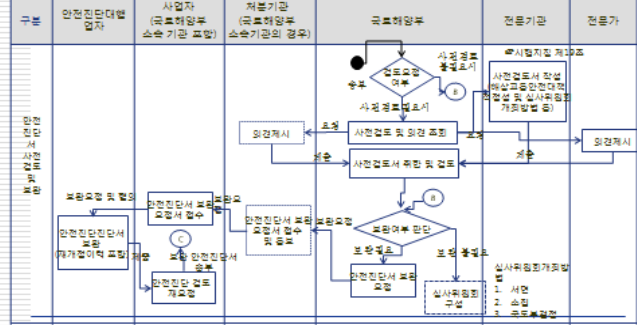 구분
안전진단대행
업자
사업자
(국토해양부
소속 기관 포함)
처분기관
(국토해양부
소속기관의 경우)
국토해양부
전문기관
전문가
안전
진단
서
사전
검토
및
보완
송부
검토요청
여부
사전검토
불필요시
B
사전검토필요시
시행지침 제19조
사전검토서 작성
(해상교통안전대책
적정성 및 심사위원회
개최방법 등)
의견제시
요청
사전검토 및 의견 조회
요청
의견제시
제출
사전검토서 취합 및 검토
제출
B
보완여부 판단
보완필요
보완 불필요
보완요청 및 협의
안전진단서 보완
요청서 접수
보완요
안전진단서 보완
요청서 접수
및 통보
보완요청
안전진단서 보완
(재개정이력 포함)
제출
C
보완 안전진단서
송부
안전진단 검토
재요청
안전진단서 보완
요청
심사위원회
구성
심사위원회개최방
법
1. 서면
2. 소집
3. 국토부결정